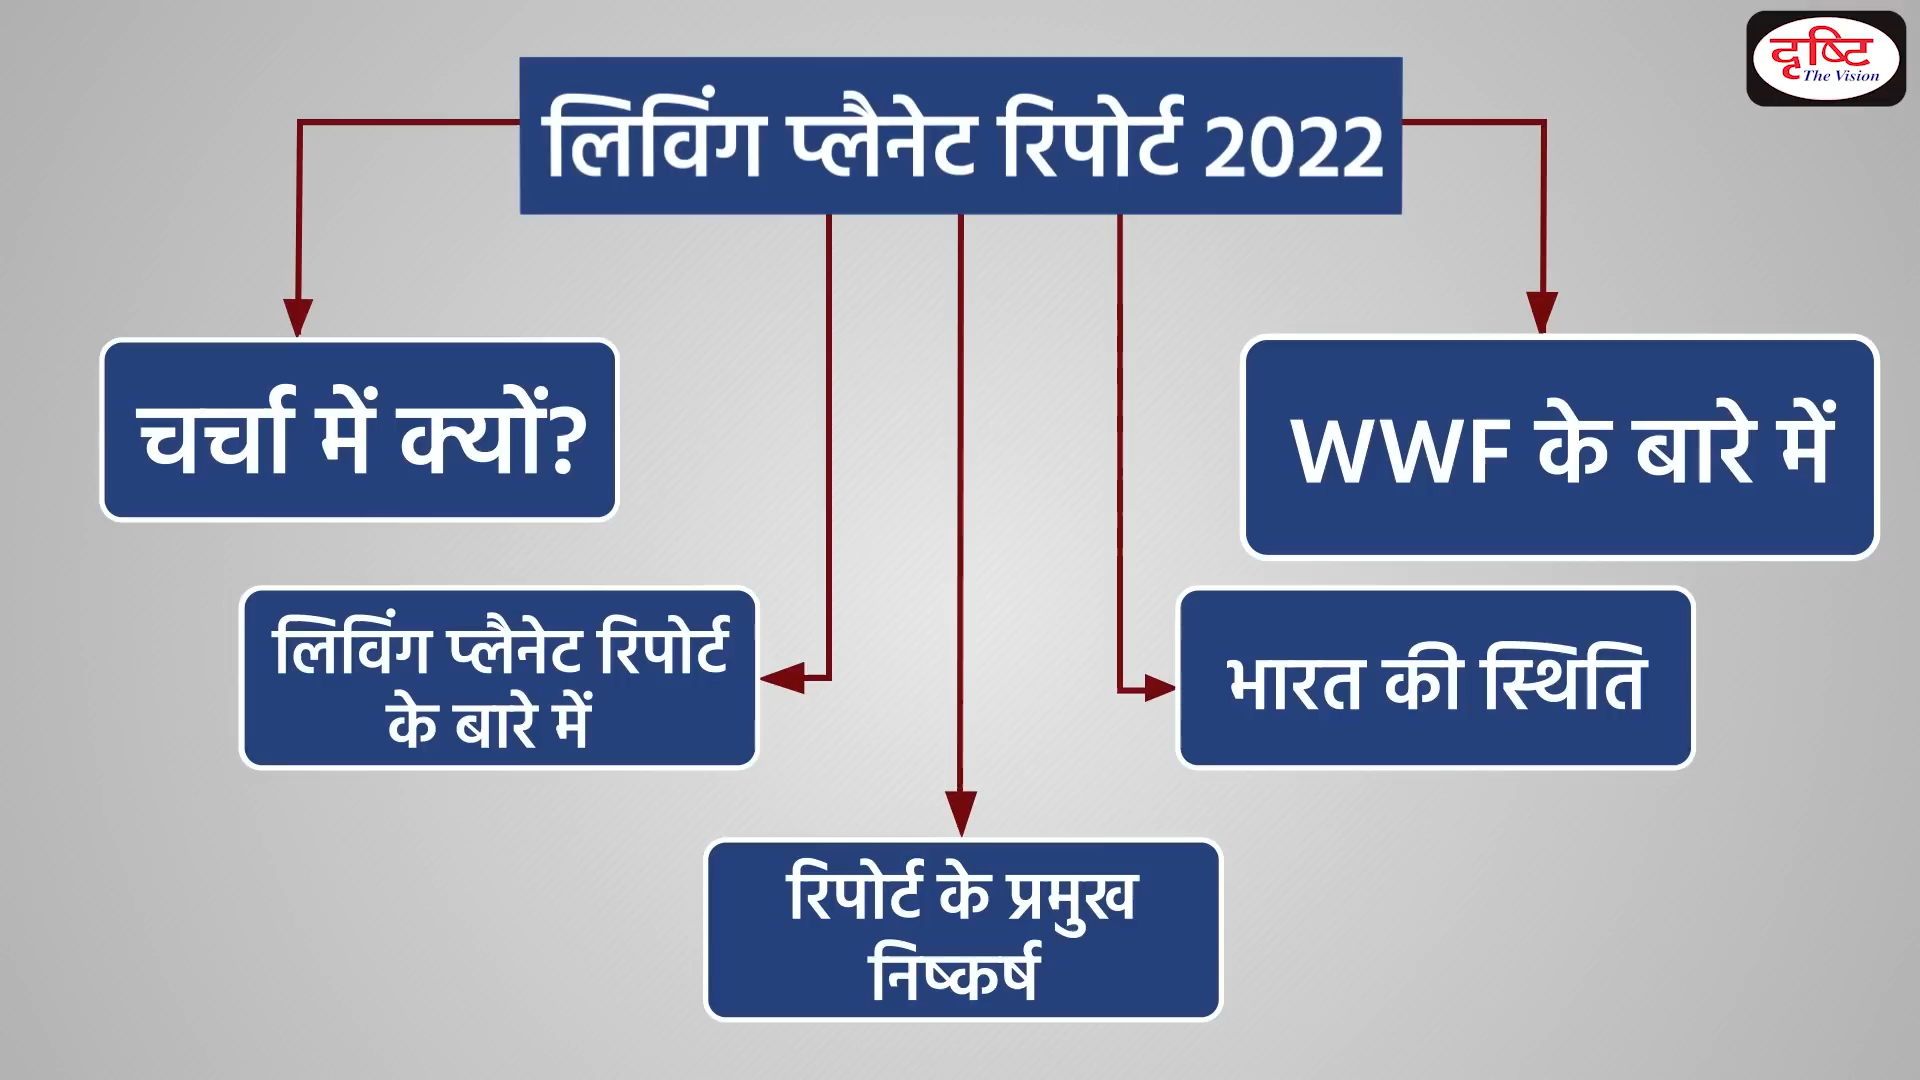 दृष्टि
The Vision
लिविंग प्लैनेट रिपोर्ट 2022
चर्चा में क्यों?
WWF के बारे में
लिविंग प्लैनेट रिपोर्ट
के बारे में
भारत की स्थिति
रिपोर्ट के प्रमुख
निष्कर्ष